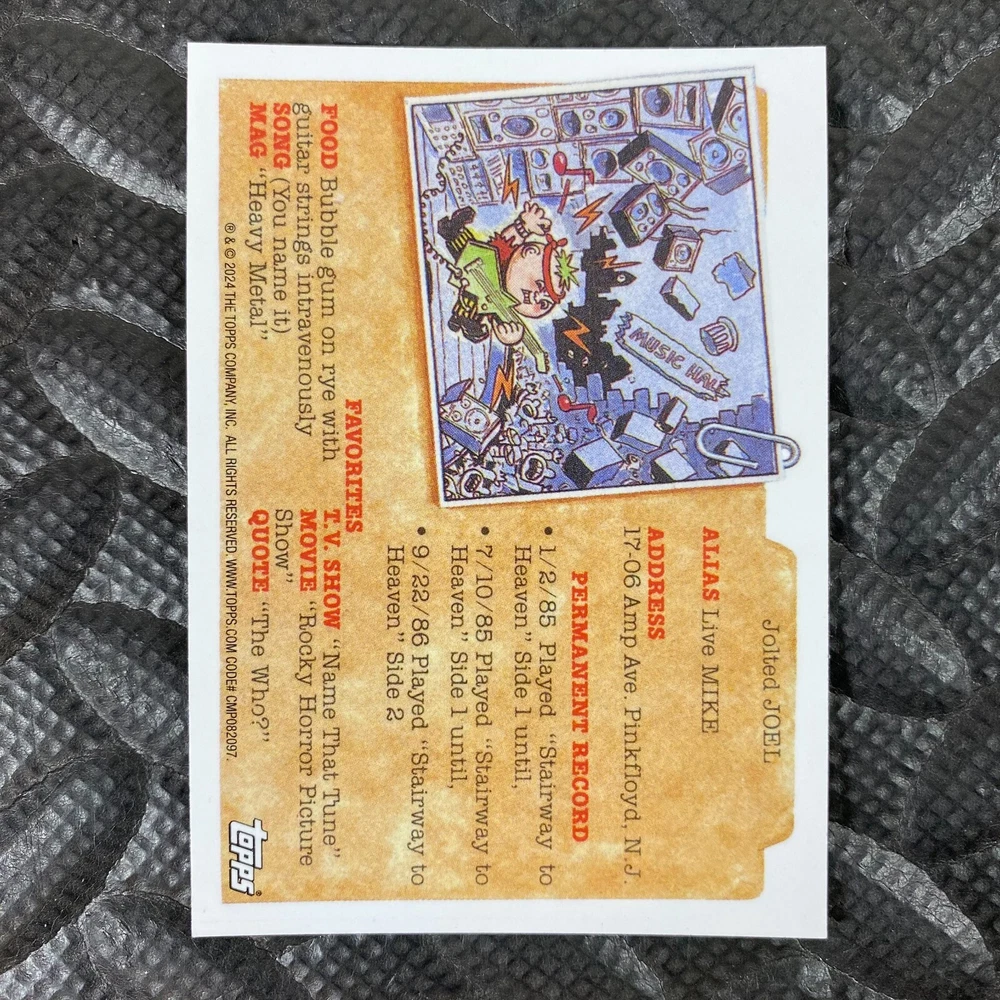 Jolted JOEL
ALIAS Live MIKE
ADDRESS
17-06 Amp Ave. Pinkfloyd, N.J.
PERMANENT RECORD
• 1/2/85 Played “Stairway to
Heaven” Side 1 until,
• 7/10/85 Played “Stairway to
Heaven” Side 1 until,
• 9/22/86 Played “Stairway to
Heaven” Side 2
MUSIC HALL
FAVORITES
FOOD Bubble gum on rye with
guitar strings intravenously
SONG (You name it)
MAG “Heavy Metal”
T.V. SHOW “Name That Tune”
MOVIE “Rocky Horror Picture
Show”
QUOTE “The Who?”
® & © 2024 THE TOPPS COMPANY, INC. ALL RIGHTS RESERVED. WWW.TOPPS.COM CODE# CMP082097.
topps®